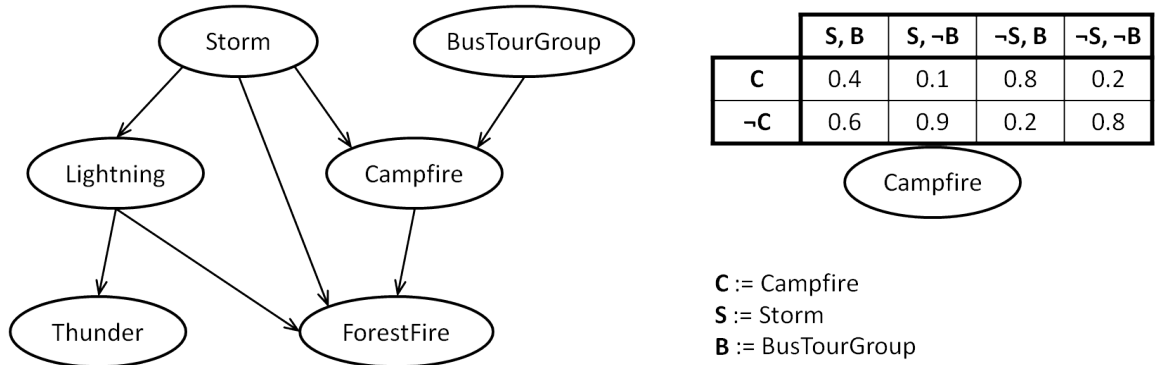 Storm
BusTourGroup
Lightning
Campfire
Thunder
ForestFire
S, B S, ¬B ¬S, B ¬S, ¬B
C 0.4 0.1 0.8 0.2
¬C 0.6 0.9 0.2 0.8
Campfire
C := Campfire
S := Storm
B := BusTourGroup